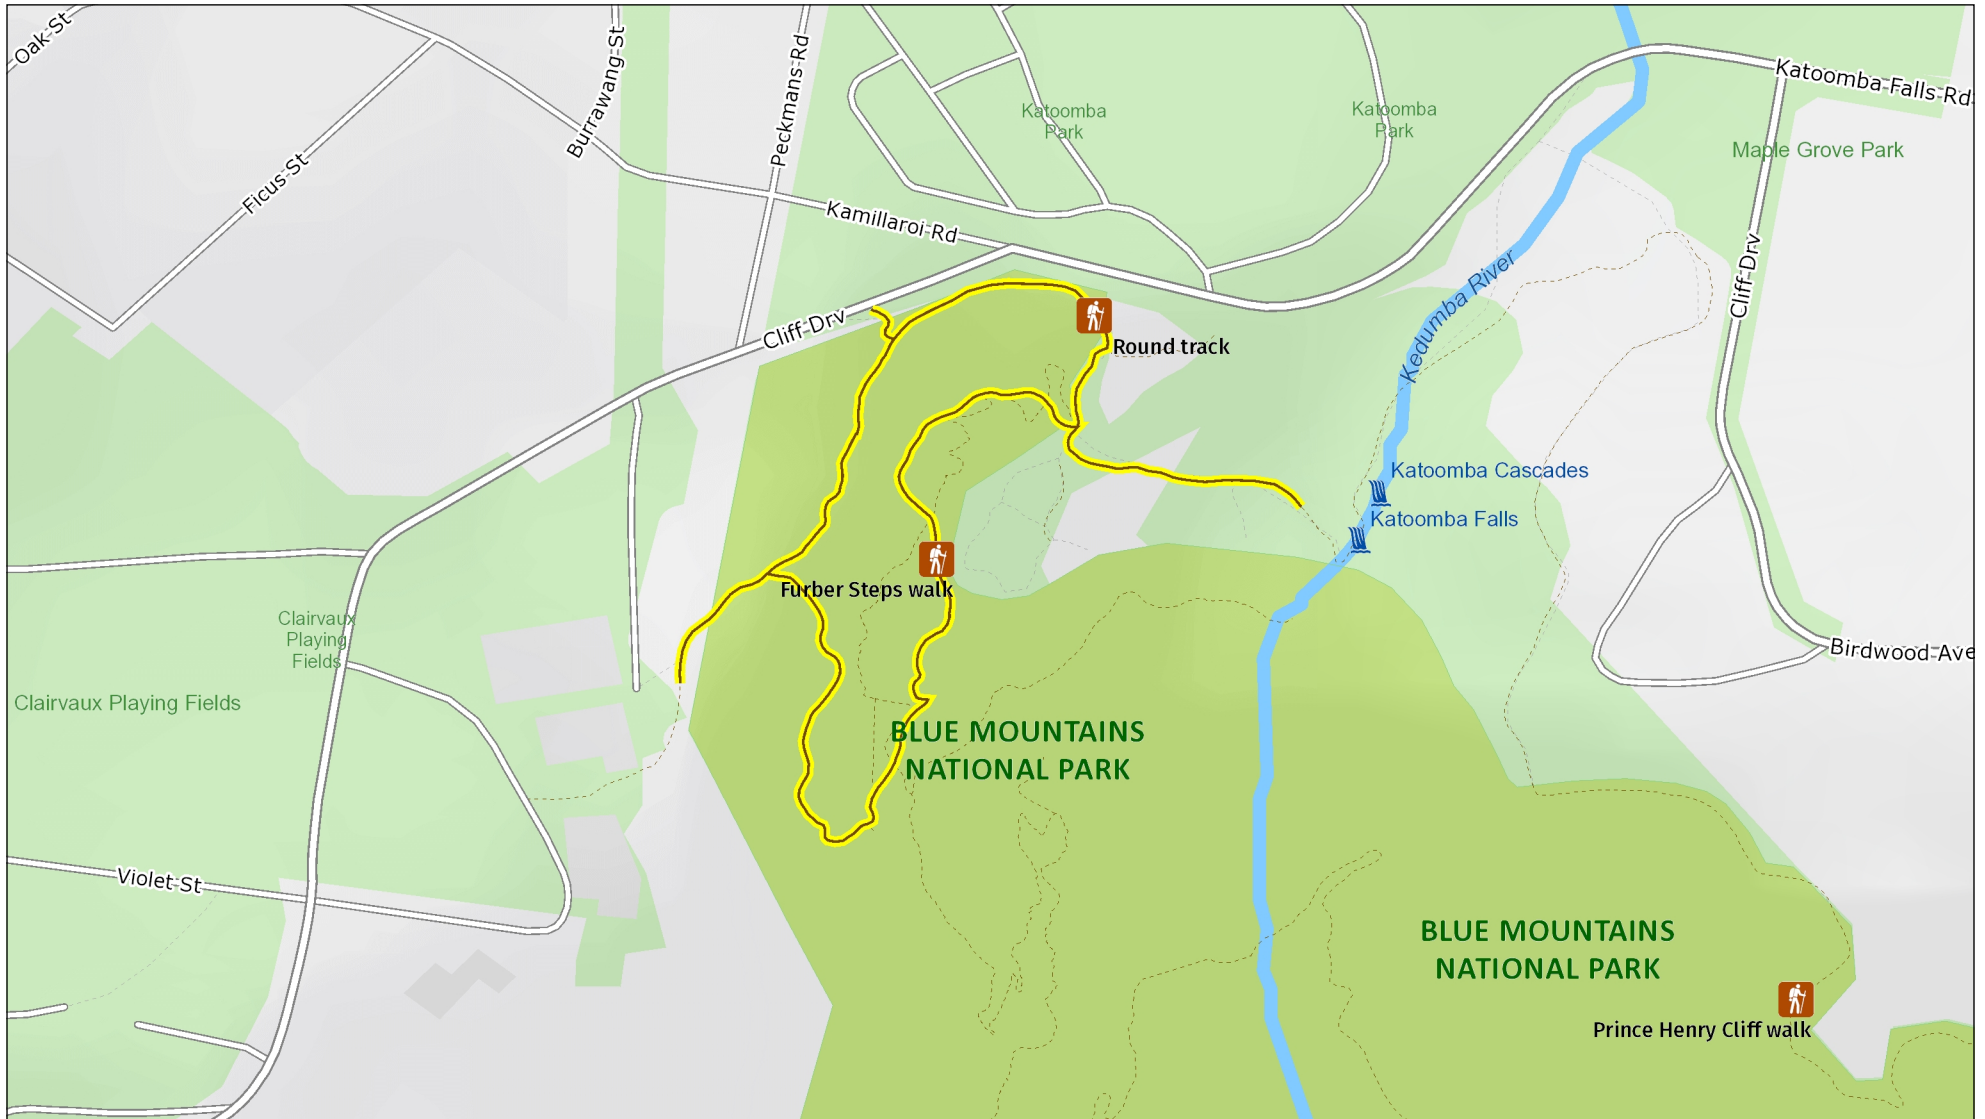 Oak St
Burrawang St
Peckmans Rd
Katoomba Falls Rd
Katoomba
Park
Katoomba
Park
Maple Grove Park
Ficus St
Kamillaroi Rd
Cliff Drv
Kedumba River
Cliff Drv
Round track
Katoomba Cascades
Katoomba Falls
Furber Steps walk
Clairvaux
Playing
Fields
Birdwood Ave
Clairvaux Playing Fields
BLUE MOUNTAINS
NATIONAL PARK
Violet St
BLUE MOUNTAINS
NATIONAL PARK
Prince Henry Cliff walk